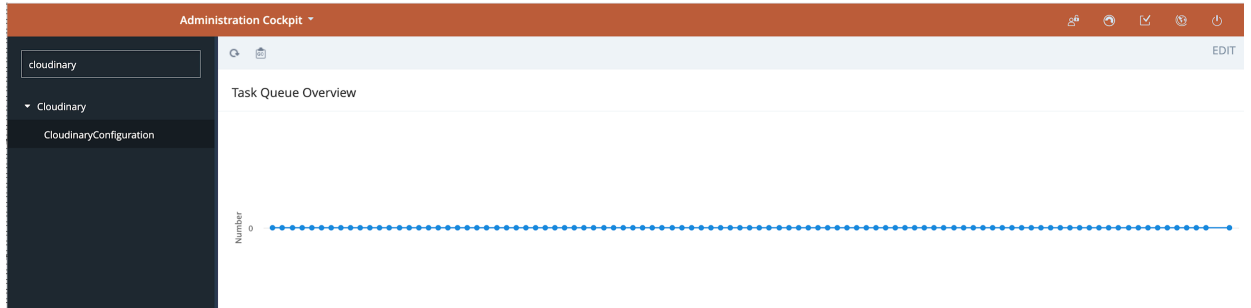 Administration Cockpit
EDIT
cloudinary
Task Queue Overview
Cloudinary
CloudinaryConfiguration
Number
0